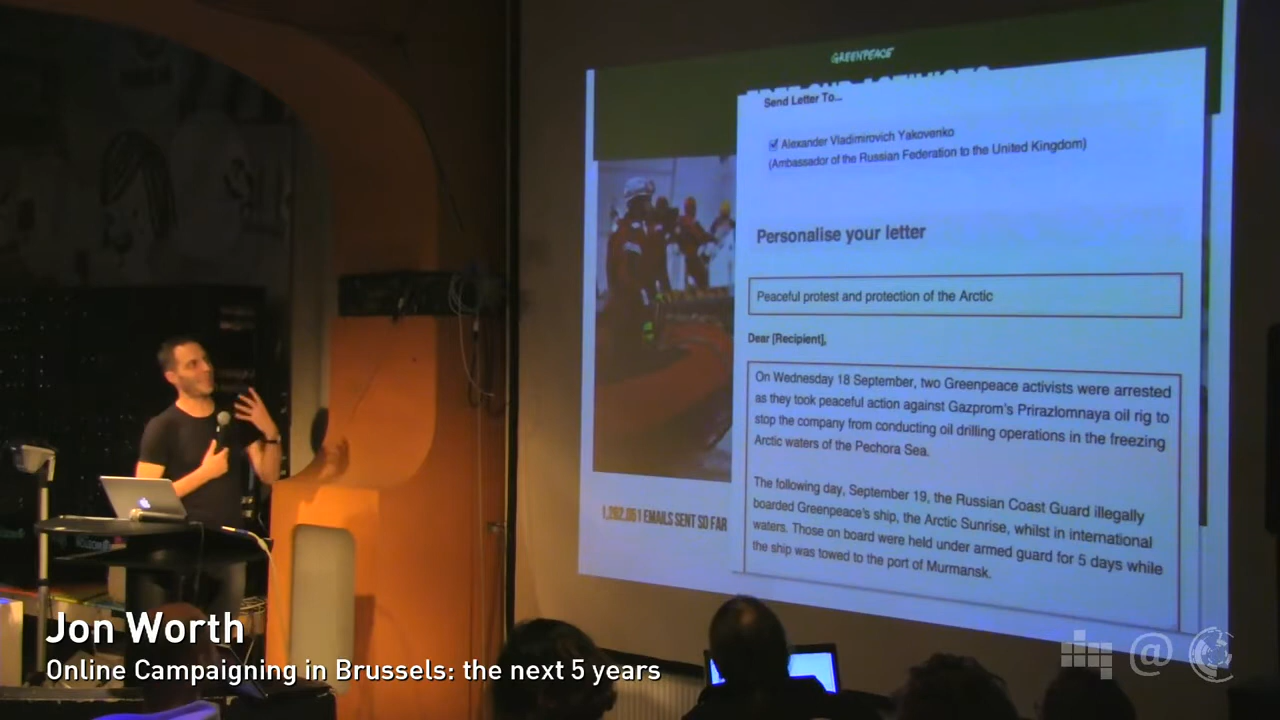 GREENPEACE
Send Letter To...
Alexander Vladimirovich Yakovenko
(Ambassador of the Russian Federation to the United Kingdom)
Personalise your letter
Peaceful protest and protection of the Arctic
Dear [Recipient],
On Wednesday 18 September, two Greenpeace activists were arrested
as they took peaceful action against Gazprom's Prirazlomnaya oil rig to
stop the company from conducting oil drilling operations in the freezing
Arctic waters of the Pechora Sea.
The following day, September 19, the Russian Coast Guard illegally
boarded Greenpeace's ship, the Arctic Sunrise, whilst in international
waters. Those on board were held under armed guard for 5 days while
the ship was towed to the port of Murmansk.
EMAILS SENT SO FAR
Jon Worth
Online Campaigning in Brussels: the next 5 years
@